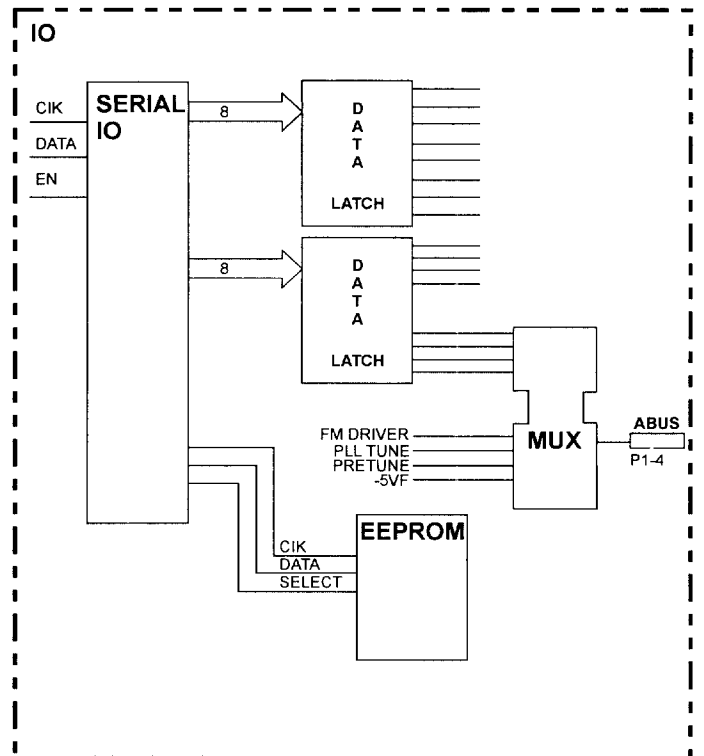 IO
CIK
DATA
EN
SERIAL
IO
8
D
A
T
A
LATCH
8
D
A
T
A
LATCH
FM DRIVER
PLL TUNE
PRETUNE
-5VF
MUX
ABUS
P1-4
EEPROM
CIK
DATA
SELECT